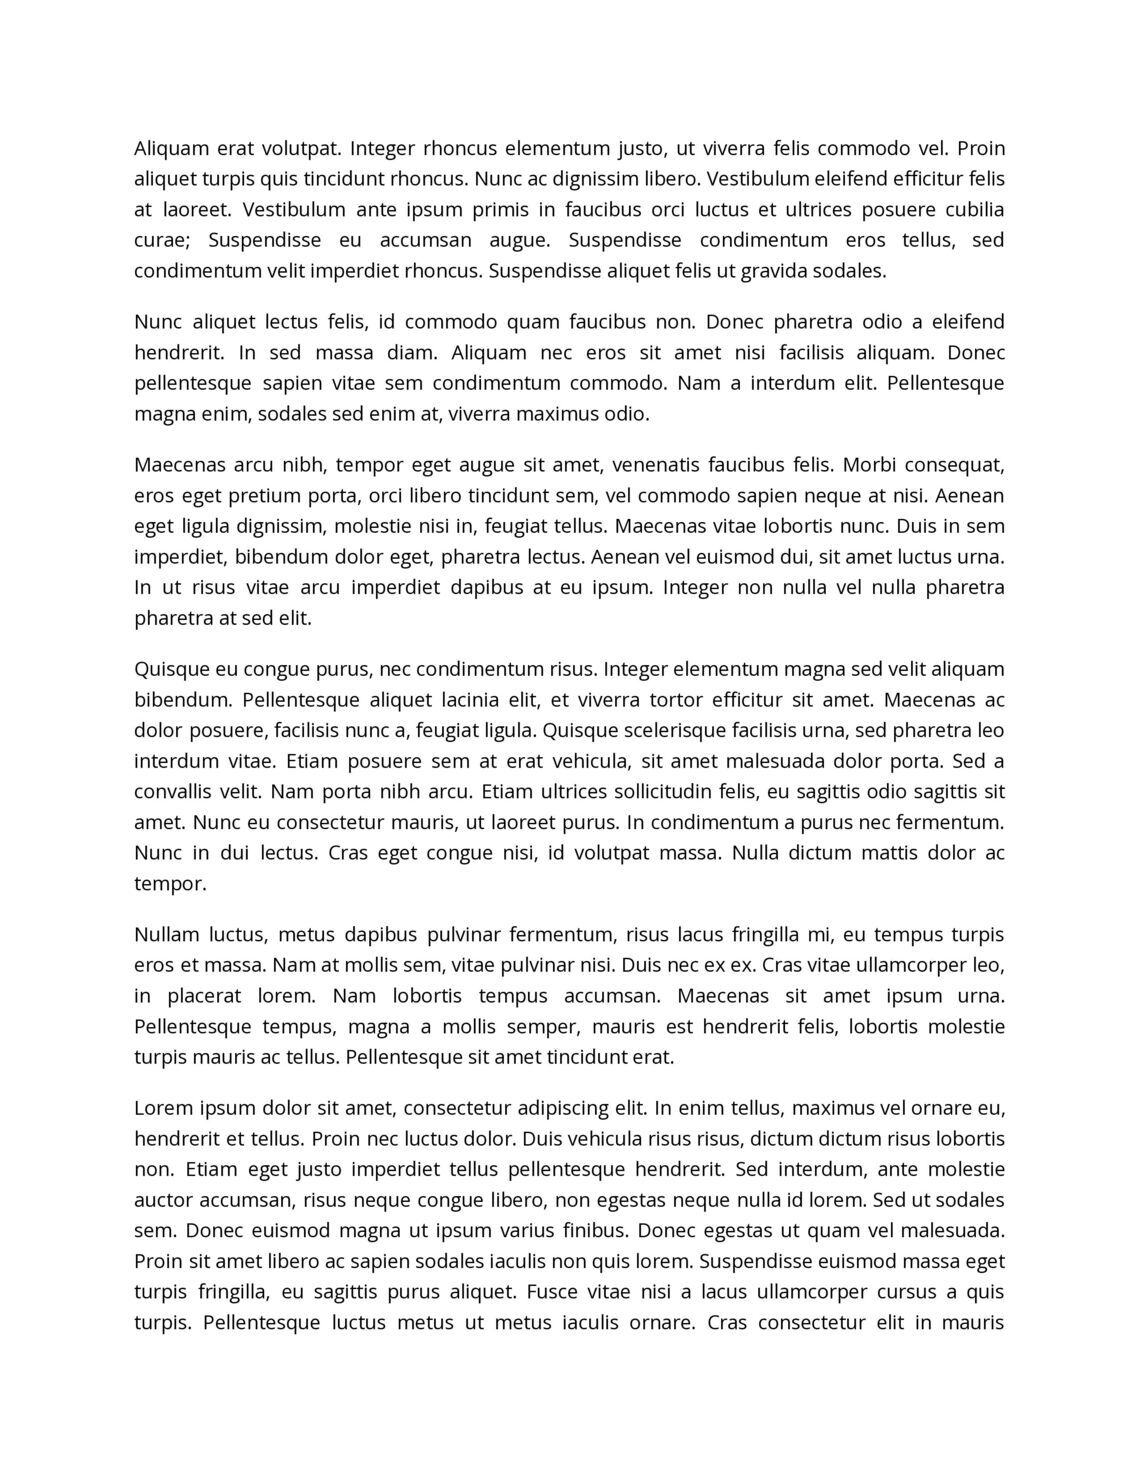 Aliquam erat volutpat. Integer rhoncus elementum justo, ut viverra felis commodo vel. Proin
aliquet turpis quis tincidunt rhoncus. Nunc ac dignissim libero. Vestibulum eleifend efficitur felis
at laoreet. Vestibulum ante ipsum primis in faucibus orci luctus et ultrices posuere cubilia
curae; Suspendisse eu accumsan augue. Suspendisse condimentum eros tellus, sed
condimentum velit imperdiet rhoncus. Suspendisse aliquet felis ut gravida sodales.
Nunc aliquet lectus felis, id commodo quam faucibus non. Donec pharetra odio a eleifend
hendrerit. In sed massa diam. Aliquam nec eros sit amet nisi facilisis aliquam. Donec
pellentesque sapien vitae sem condimentum commodo. Nam a interdum elit. Pellentesque
magna enim, sodales sed enim at, viverra maximus odio.
Maecenas arcu nibh, tempor eget augue sit amet, venenatis faucibus felis. Morbi consequat,
eros eget pretium porta, orci libero tincidunt sem, vel commodo sapien neque at nisi. Aenean
eget ligula dignissim, molestie nisi in, feugiat tellus. Maecenas vitae lobortis nunc. Duis in sem
imperdiet, bibendum dolor eget, pharetra lectus. Aenean vel euismod dui, sit amet luctus urna.
In ut risus vitae arcu imperdiet dapibus at eu ipsum. Integer non nulla vel nulla pharetra
pharetra at sed elit.
Quisque eu congue purus, nec condimentum risus. Integer elementum magna sed velit aliquam
bibendum. Pellentesque aliquet lacinia elit, et viverra tortor efficitur sit amet. Maecenas ac
dolor posuere, facilisis nunc a, feugiat ligula. Quisque scelerisque facilisis urna, sed pharetra leo
interdum vitae. Etiam posuere sem at erat vehicula, sit amet malesuada dolor porta. Sed a
convallis velit. Nam porta nibh arcu. Etiam ultrices sollicitudin felis, eu sagittis odio sagittis sit
amet. Nunc eu consectetur mauris, ut laoreet purus. In condimentum a purus nec fermentum.
Nunc in dui lectus. Cras eget congue nisi, id volutpat massa. Nulla dictum mattis dolor ac
tempor.
Nullam luctus, metus dapibus pulvinar fermentum, risus lacus fringilla mi, eu tempus turpis
eros et massa. Nam at mollis sem, vitae pulvinar nisi. Duis nec ex ex. Cras vitae ullamcorper leo,
in placerat lorem. Nam lobortis tempus accumsan. Maecenas sit amet ipsum urna.
Pellentesque tempus, magna a mollis semper, mauris est hendrerit felis, lobortis molestie
turpis mauris ac tellus. Pellentesque sit amet tincidunt erat.
Lorem ipsum dolor sit amet, consectetur adipiscing elit. In enim tellus, maximus vel ornare eu,
hendrerit et tellus. Proin nec luctus dolor. Duis vehicula risus risus, dictum dictum risus lobortis
non. Etiam eget justo imperdiet tellus pellentesque hendrerit. Sed interdum, ante molestie
auctor accumsan, risus neque congue libero, non egestas neque nulla id lorem. Sed ut sodales
sem. Donec euismod magna ut ipsum varius finibus. Donec egestas ut quam vel malesuada.
Proin sit amet libero ac sapien sodales iaculis non quis lorem. Suspendisse euismod massa eget
turpis fringilla, eu sagittis purus aliquet. Fusce vitae nisi a lacus ullamcorper cursus a quis
turpis. Pellentesque luctus metus ut metus iaculis ornare. Cras consectetur elit in mauris